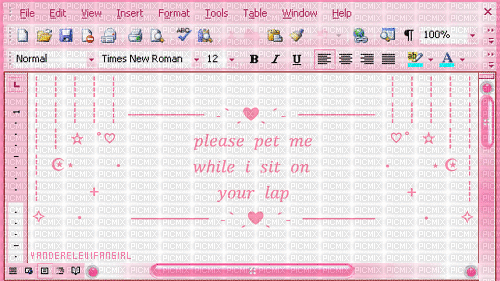 File Edit View Insert Format Tools Table Window Help
100%
Normal Times New Roman 12 B I U
please pet me
while i sit on
your lap
YANDERELEVIFANGIRL